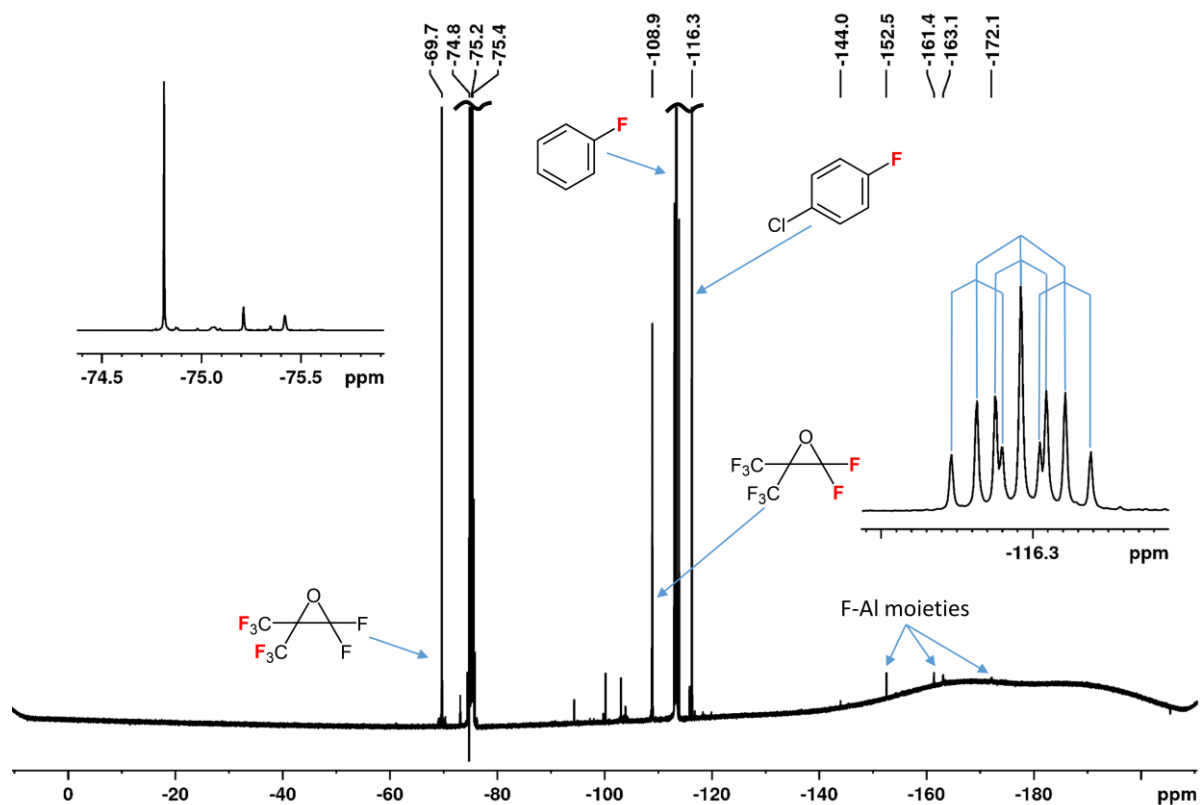 -69.7
-74.8
-75.2
-75.4
-108.9
-116.3
-144.0
-152.5
-161.4
-163.1
-172.1
F
F
Cl
-74.5 -75.0 -75.5 ppm
O
F3C F
F3C F
-116.3 ppm
O
F3C F
F3C F
F-Al moieties
0 -20 -40 -60 -80 -100 -120 -140 -160 -180 ppm